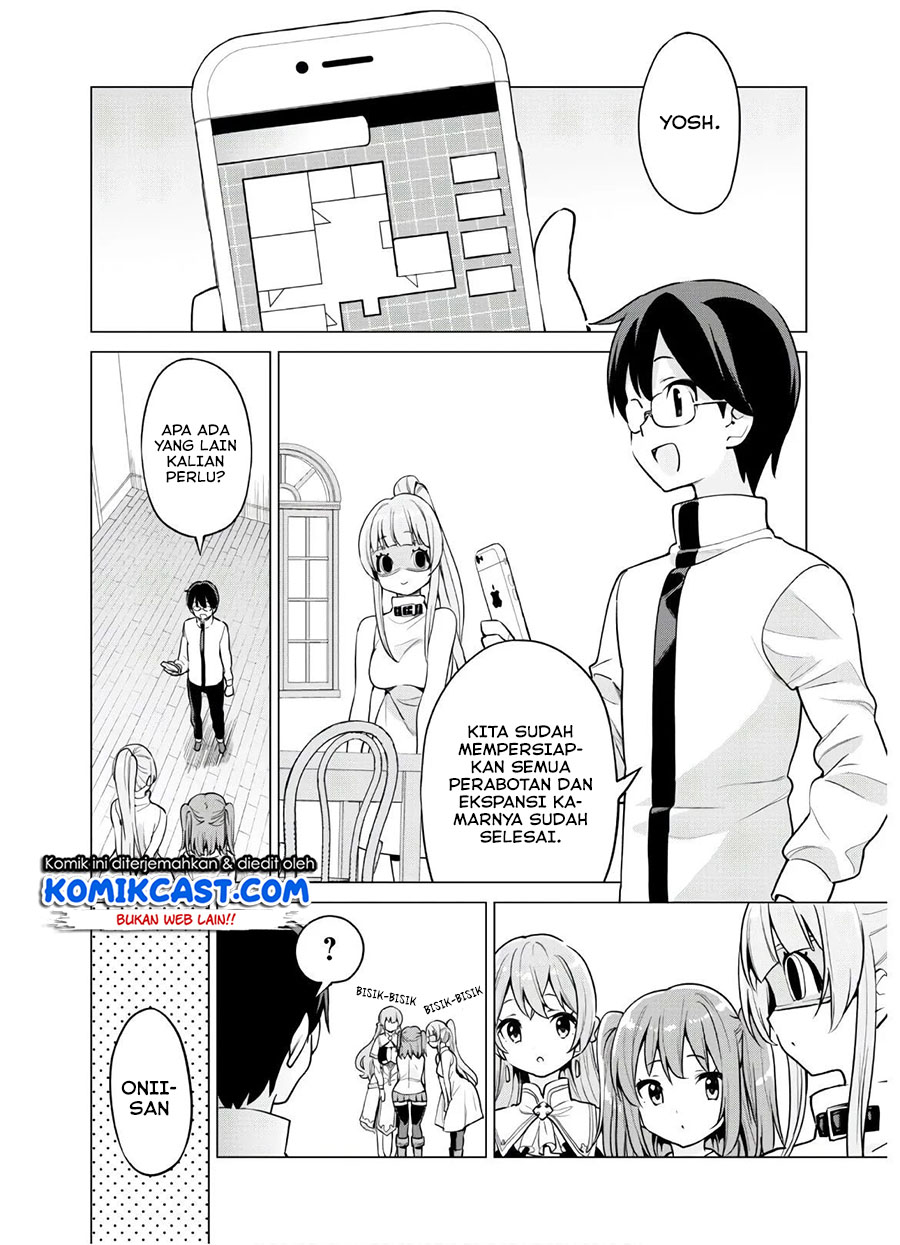 YOSH.
KITA SUDAH
MEMPERSIAP-
KAN SEMUA
PERABOTAN DAN
EKSPANSI KA-
MARNYA SUDAH
SELESAI.
APA ADA
YANG LAIN
KALIAN
PERLU?
Komik ini diterjemahkan & diedit oleh
KOMIKCAST.COM
BUKAN WEB LAIN!!
BISIK-BISIK
BISIK-BISIK
?
ONII-
SAN